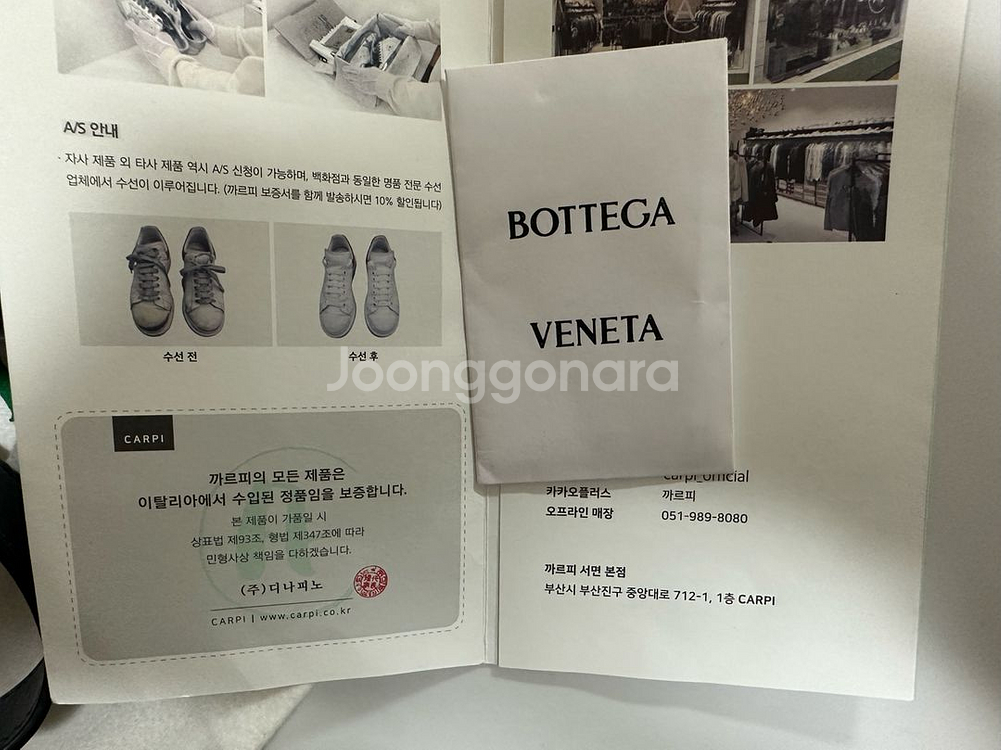 A/S 안내
· 자사 제품 외 타사 제품 역시 A/S 신청이 가능하며, 백화점과 동일한 명품 전문 수선
업체에서 수선이 이루어집니다. (까르피 보증서를 함께 발송하시면 10% 할인됩니다)
수선 전
수선 후
CARPI
까르피의 모든 제품은
이탈리아에서 수입된 정품임을 보증합니다.
본 제품이 가품일 시
상표법 제93조, 형법 제347조에 따라
민형사상 책임을 다하겠습니다.
(주)디나피노
CARPI | www.carpi.co.kr
BOTTEGA
VENETA
Joonggonara
carpi_official
카카오플러스 까르피
오프라인 매장 051-989-8080
까르피 서면 본점
부산시 부산진구 중앙대로 712-1, 1층 CARPI